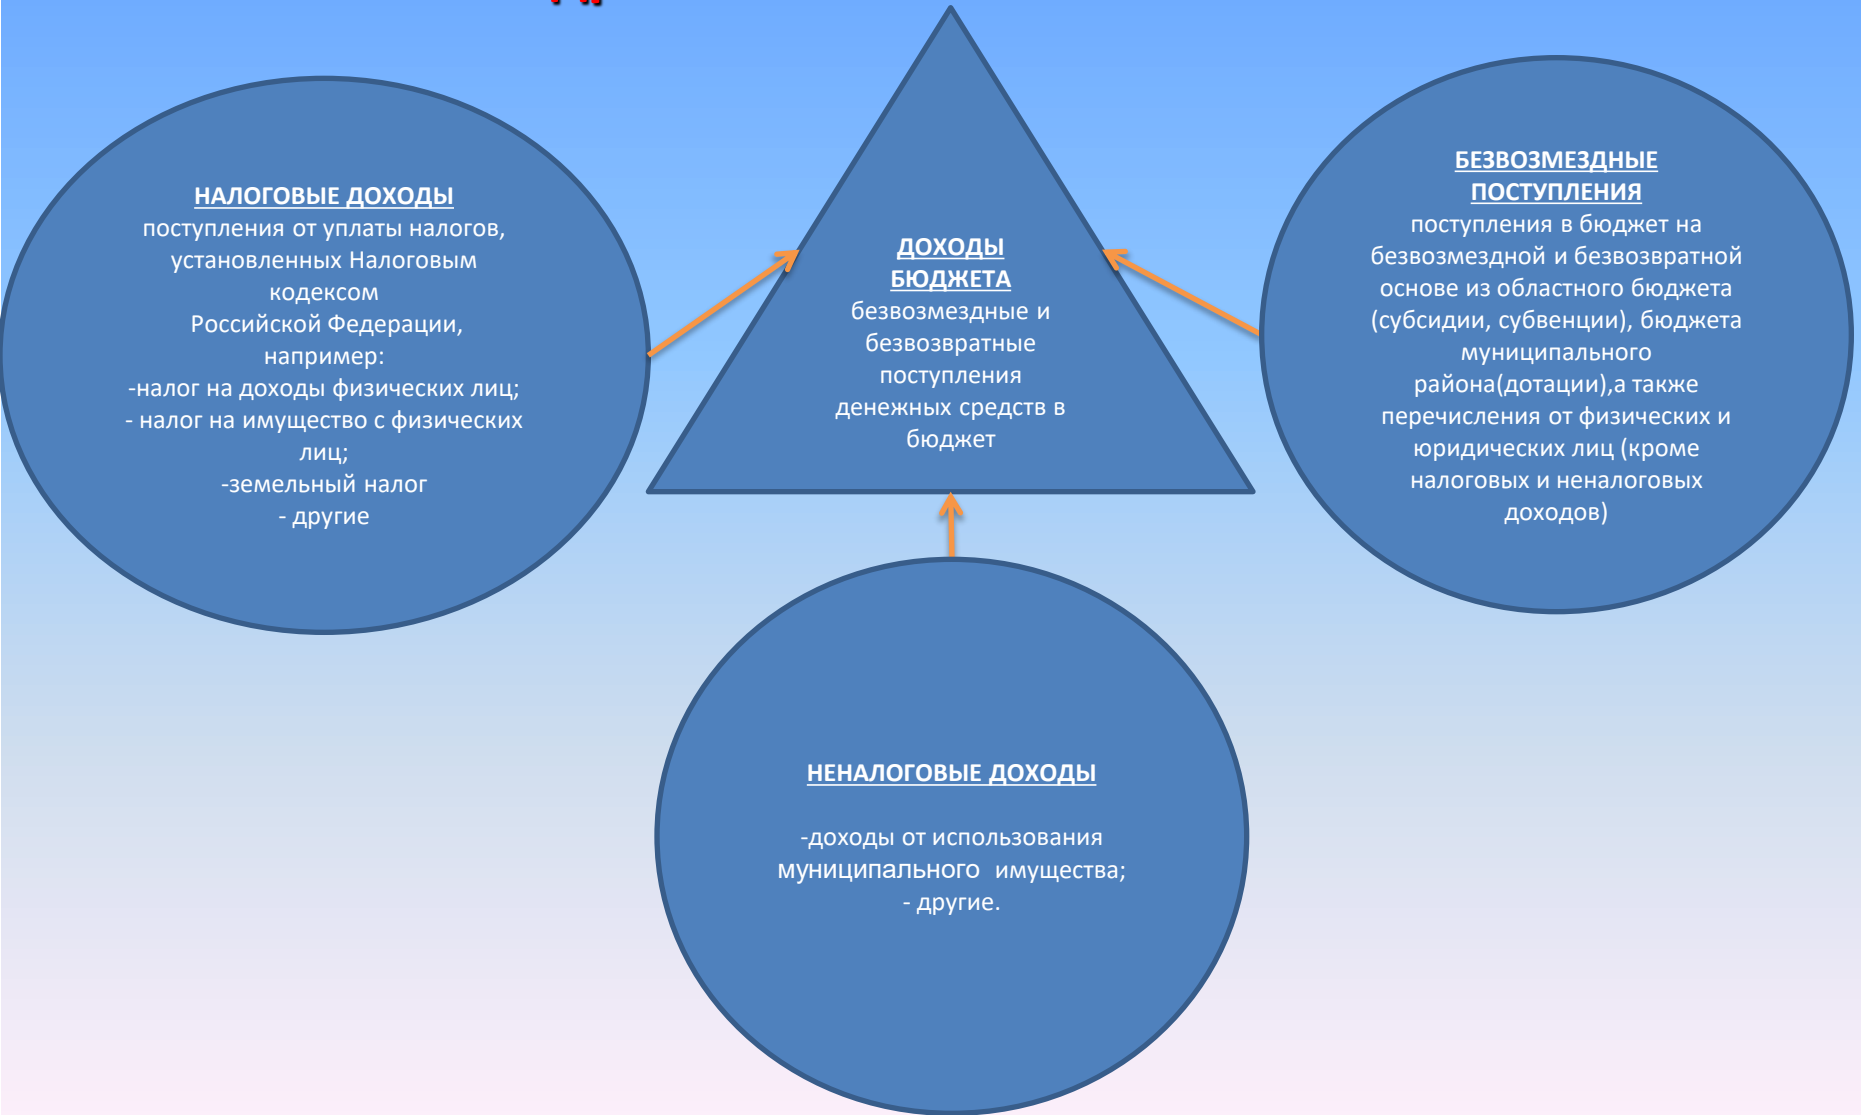 НАЛОГОВЫЕ ДОХОДЫ
поступления от уплаты налогов,
установленных Налоговым
кодексом
Российской Федерации,
например:
-налог на доходы физических лиц;
- налог на имущество с физических
лиц;
-земельный налог
- другие
ДОХОДЫ
БЮДЖЕТА
безвозмездные и
безвозвратные
поступления
денежных средств в
бюджет
БЕЗВОЗМЕЗДНЫЕ
ПОСТУПЛЕНИЯ
поступления в бюджет на
безвозмездной и безвозвратной
основе из областного бюджета
(субсидии, субвенции), бюджета
муниципального
района(дотации),а также
перечисления от физических и
юридических лиц (кроме
налоговых и неналоговых
доходов)
НЕНАЛОГОВЫЕ ДОХОДЫ
-доходы от использования
муниципального имущества;
- другие.